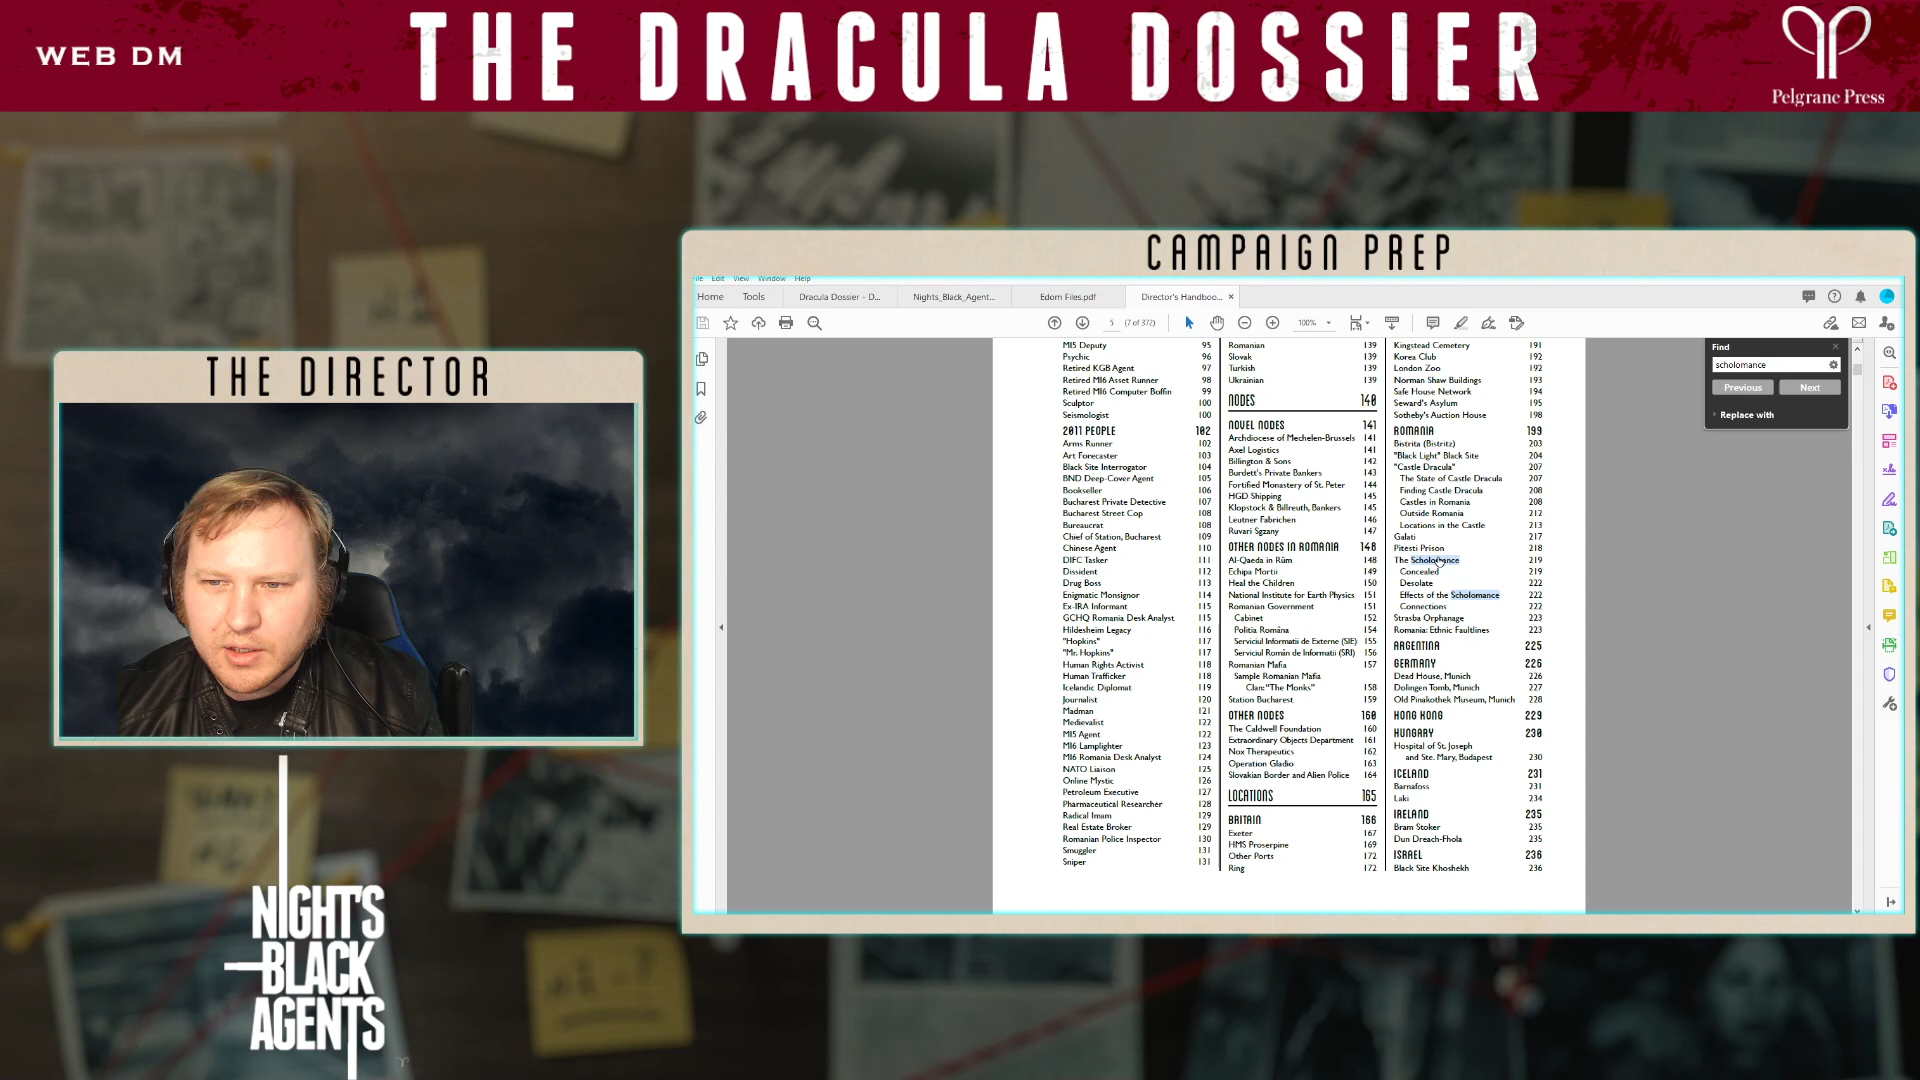 WEB DM
THE DRACULA DOSSIER
Pelgrane Press
CAMPAIGN PREP
Edit View Window Help
Home Tools Dracula Dossier - D... Nights_Black_Agent... Edom Files.pdf Director's Handboo... ×
5 (7 of 372) 100%
Find
scholomance
Previous Next
Replace with
MI5 Deputy 95
Psychic 96
Retired KGB Agent 97
Retired MI6 Asset Runner 98
Retired MI6 Computer Boffin 99
Sculptor 100
Seismologist 100
2011 PEOPLE 102
Arms Runner 102
Art Forecaster 103
Black Site Interrogator 104
BND Deep-Cover Agent 105
Bookseller 106
Bucharest Private Detective 107
Bucharest Street Cop 108
Bureaucrat 108
Chief of Station, Bucharest 109
Chinese Agent 110
DIFC Tasker 111
Dissident 112
Drug Boss 113
Enigmatic Monsignor 114
Ex-IRA Informant 115
GCHQ Romania Desk Analyst 115
Hildesheim Legacy 116
"Hopkins" 117
"Mr. Hopkins" 117
Human Rights Activist 118
Human Trafficker 118
Icelandic Diplomat 119
Journalist 120
Madman 121
Medievalist 122
MI5 Agent 122
MI6 Lamplighter 123
MI6 Romania Desk Analyst 124
NATO Liaison 125
Online Mystic 126
Petroleum Executive 127
Pharmaceutical Researcher 128
Radical Imam 129
Real Estate Broker 129
Romanian Police Inspector 130
Smuggler 131
Sniper 131
Romanian 139
Slovak 139
Turkish 139
Ukrainian 139
NODES 140
NOVEL NODES 141
Archdiocese of Mechelen-Brussels 141
Axel Logistics 141
Billington & Sons 142
Burdett's Private Bankers 143
Fortified Monastery of St. Peter 144
HGD Shipping 145
Klopstock & Billreuth, Bankers 145
Leutner Fabrichen 146
Ruvari Sgzany 147
OTHER NODES IN ROMANIA 148
Al-Qaeda in Rûm 148
Echipa Mortii 149
Heal the Children 150
National Institute for Earth Physics 151
Romanian Government 151
Cabinet 152
Politia Româna 154
Serviciul Informatii de Externe (SIE) 155
Serviciul Român de Informatii (SRI) 156
Romanian Mafia 157
Sample Romanian Mafia
Clan: "The Monks" 158
Station Bucharest 159
OTHER NODES 160
The Caldwell Foundation 160
Extraordinary Objects Department 161
Nox Therapeutics 162
Operation Gladio 163
Slovakian Border and Alien Police 164
LOCATIONS 165
BRITAIN 166
Exeter 167
HMS Proserpine 169
Other Ports 172
Ring 172
Kingstead Cemetery 191
Korea Club 192
London Zoo 192
Norman Shaw Buildings 193
Safe House Network 194
Seward's Asylum 195
Sotheby's Auction House 198
ROMANIA 199
Bistrita (Bistritz) 203
"Black Light" Black Site 204
"Castle Dracula" 207
The State of Castle Dracula 207
Finding Castle Dracula 208
Castles in Romania 208
Outside Romania 212
Locations in the Castle 213
Galati 217
Pitesti Prison 218
The Scholomance 219
Concealed 219
Desolate 222
Effects of the Scholomance 222
Connections 222
Strasba Orphanage 223
Romania: Ethnic Faultlines 223
ARGENTINA 225
GERMANY 226
Dead House, Munich 226
Dolingen Tomb, Munich 227
Old Pinakothek Museum, Munich 228
HONG KONG 229
HUNGARY 230
Hospital of St. Joseph
and Ste. Mary, Budapest 230
ICELAND 231
Barnafoss 231
Laki 234
IRELAND 235
Bram Stoker 235
Dun Dreach-Fhola 235
ISRAEL 236
Black Site Khoshekh 236
THE DIRECTOR
NIGHT'S
BLACK
AGENTS